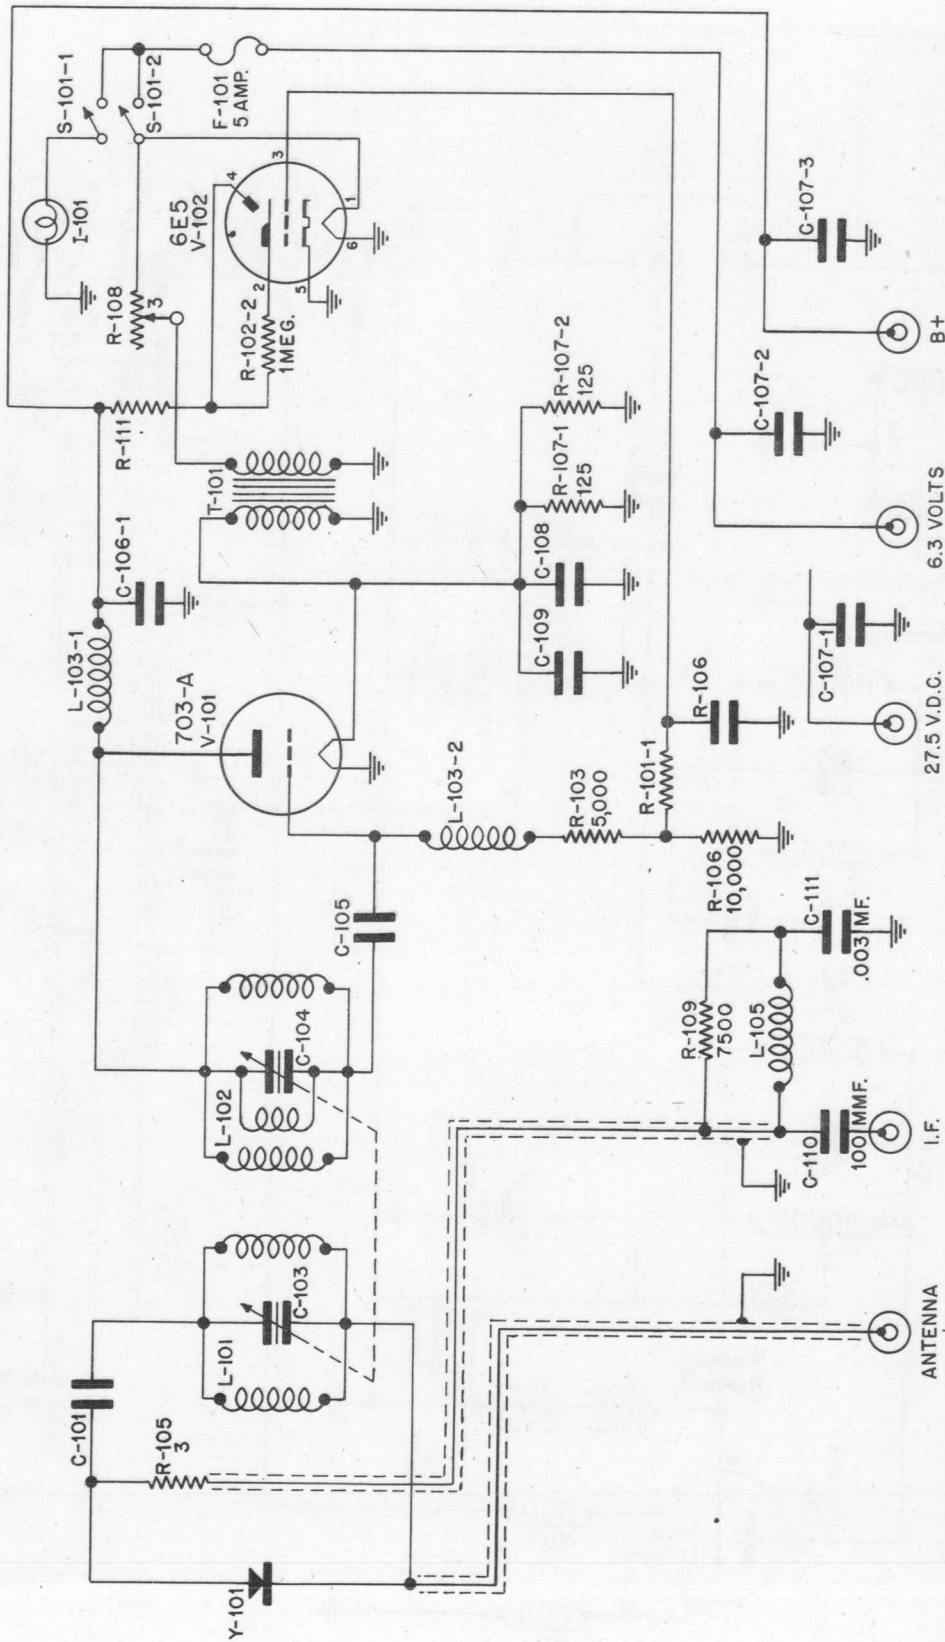 Y-101
C-101
R-105
3
L-101
C-103
L-102
C-104
C-105
703-A
V-101
L-103-1
C-106-1
L-103-2
R-103
5,000
R-101-1
R-106
10,000
R-106
C-109
C-108
R-107-1
125
R-107-2
125
T-101
R-111
R-108
3
R-102-2
1 MEG.
6E5
V-102
4
3
2
5
6
1
I-101
S-101-1
S-101-2
F-101
5 AMP.
R-109
7500
L-105
C-111
.003 MF.
C-110
100 MMF.
C-107-1
C-107-2
C-107-3
ANTENNA
I.F.
27.5 V.D.C.
6.3 VOLTS
B+